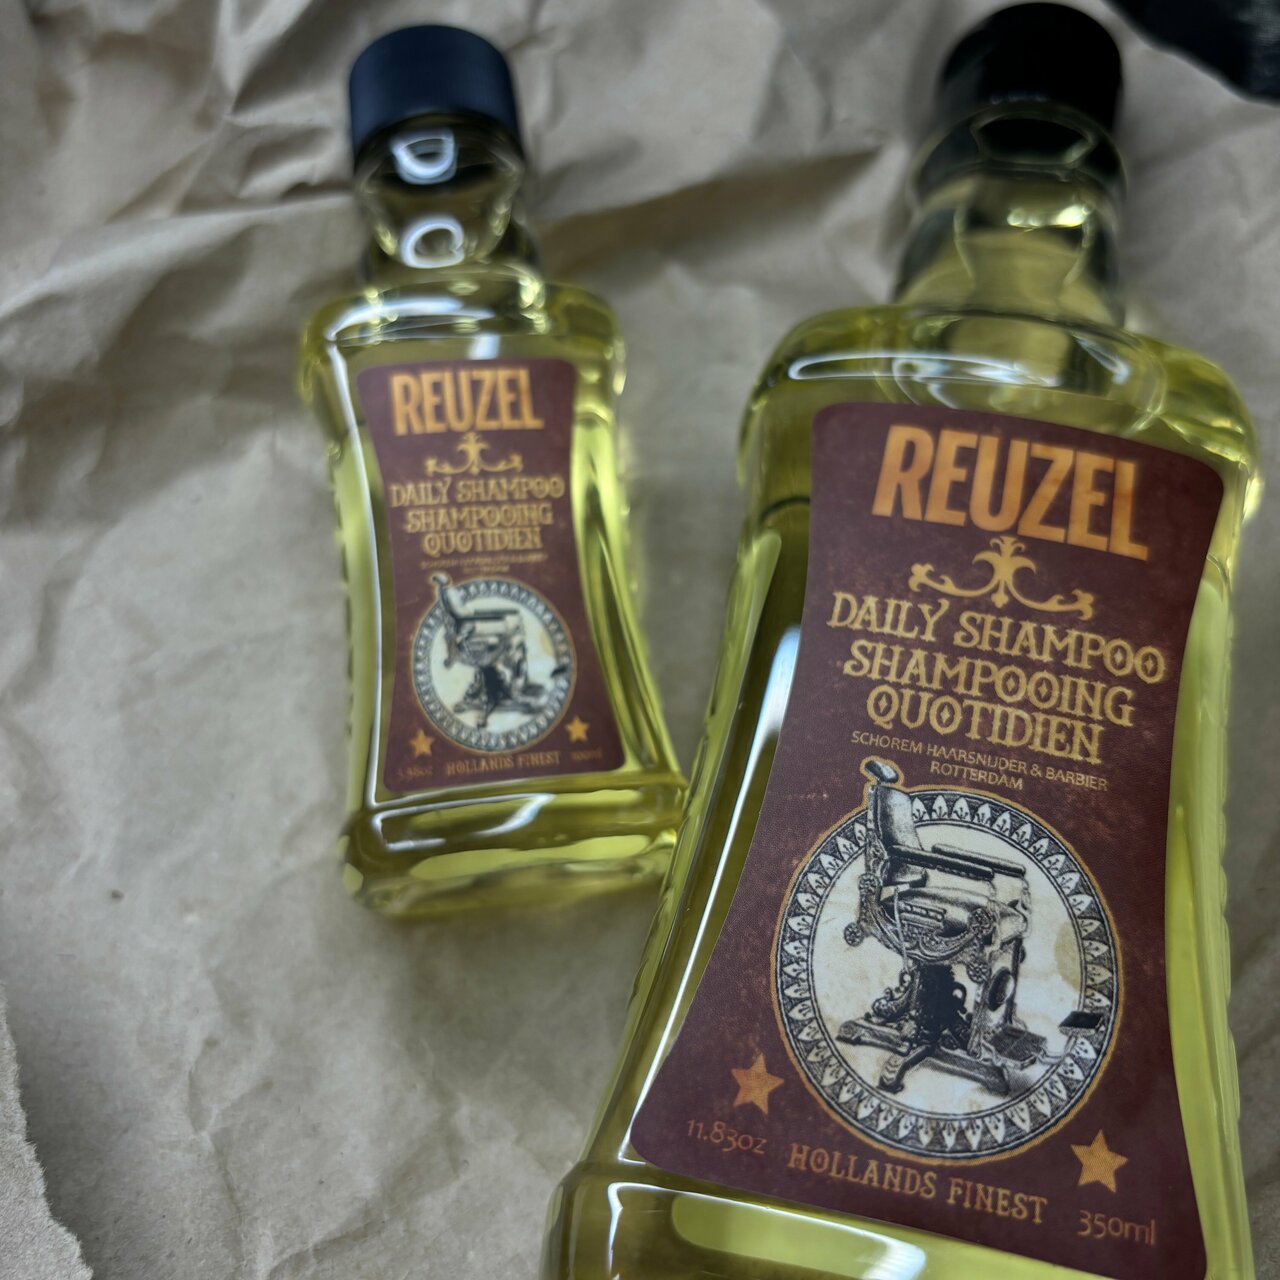 REUZEL
DAILY SHAMPOO
SHAMPOOING
QUOTIDIEN
HOLLANDS FINEST
REUZEL
DAILY SHAMPOO
SHAMPOOING
QUOTIDIEN
SCHOREM HAARSNIJDER & BARBIER
ROTTERDAM
11.83oz HOLLANDS FINEST 350ml